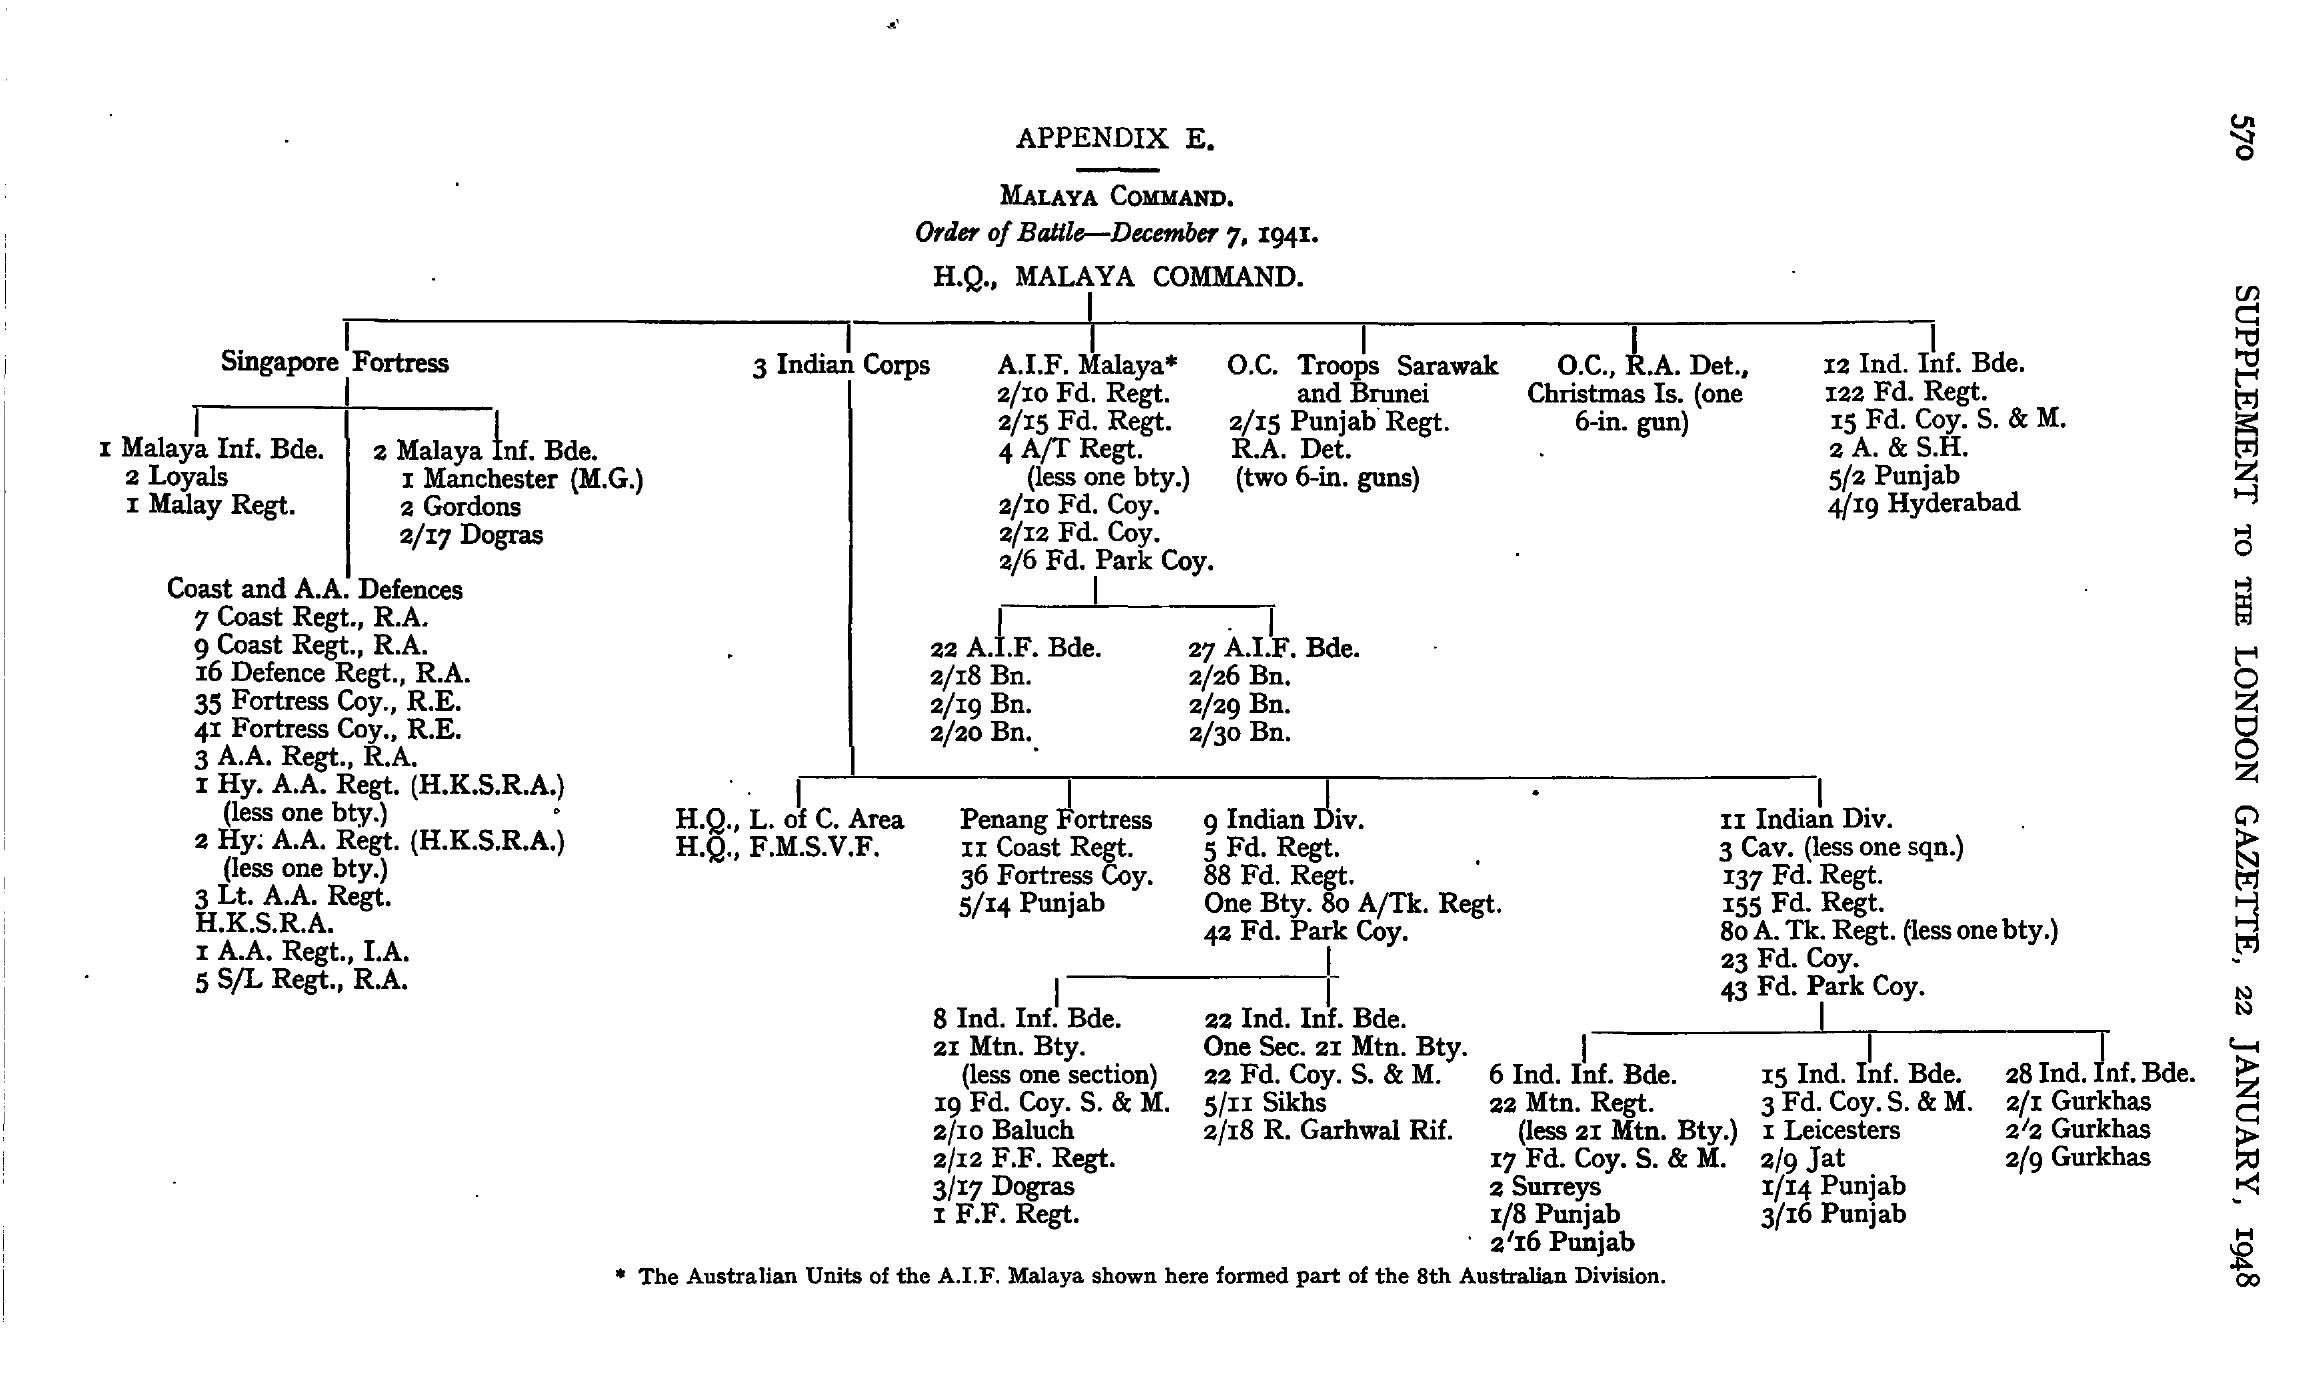 APPENDIX E.
MALAYA COMMAND.
Order of Battle—December 7, 1941.
H.Q., MALAYA COMMAND.
Singapore Fortress
1 Malaya Inf. Bde.
2 Loyals
1 Malay Regt.
2 Malaya Inf. Bde.
1 Manchester (M.G.)
2 Gordons
2/17 Dogras
Coast and A.A. Defences
7 Coast Regt., R.A.
9 Coast Regt., R.A.
16 Defence Regt., R.A.
35 Fortress Coy., R.E.
41 Fortress Coy., R.E.
3 A.A. Regt., R.A.
1 Hy. A.A. Regt. (H.K.S.R.A.)
(less one bty.)
2 Hy. A.A. Regt. (H.K.S.R.A.)
(less one bty.)
3 Lt. A.A. Regt.
H.K.S.R.A.
1 A.A. Regt., I.A.
5 S/L Regt., R.A.
3 Indian Corps
A.I.F. Malaya*
2/10 Fd. Regt.
2/15 Fd. Regt.
4 A/T Regt.
(less one bty.)
2/10 Fd. Coy.
2/12 Fd. Coy.
2/6 Fd. Park Coy.
22 A.I.F. Bde.
2/18 Bn.
2/19 Bn.
2/20 Bn.
27 A.I.F. Bde.
2/26 Bn.
2/29 Bn.
2/30 Bn.
O.C. Troops Sarawak
and Brunei
2/15 Punjab Regt.
R.A. Det.
(two 6-in. guns)
O.C., R.A. Det.,
Christmas Is. (one
6-in. gun)
12 Ind. Inf. Bde.
122 Fd. Regt.
15 Fd. Coy. S. & M.
2 A. & S.H.
5/2 Punjab
4/19 Hyderabad
H.Q., L. of C. Area
H.Q., F.M.S.V.F.
Penang Fortress
11 Coast Regt.
36 Fortress Coy.
5/14 Punjab
9 Indian Div.
5 Fd. Regt.
88 Fd. Regt.
One Bty. 80 A/Tk. Regt.
42 Fd. Park Coy.
8 Ind. Inf. Bde.
21 Mtn. Bty.
(less one section)
19 Fd. Coy. S. & M.
2/10 Baluch
2/12 F.F. Regt.
3/17 Dogras
1 F.F. Regt.
22 Ind. Inf. Bde.
One Sec. 21 Mtn. Bty.
22 Fd. Coy. S. & M.
5/11 Sikhs
2/18 R. Garhwal Rif.
11 Indian Div.
3 Cav. (less one sqn.)
137 Fd. Regt.
155 Fd. Regt.
80 A. Tk. Regt. (less one bty.)
23 Fd. Coy.
43 Fd. Park Coy.
6 Ind. Inf. Bde.
22 Mtn. Regt.
(less 21 Mtn. Bty.)
17 Fd. Coy. S. & M.
2 Surreys
1/8 Punjab
2'16 Punjab
15 Ind. Inf. Bde.
3 Fd. Coy. S. & M.
1 Leicesters
2/9 Jat
1/14 Punjab
3/16 Punjab
28 Ind. Inf. Bde.
2/1 Gurkhas
2'2 Gurkhas
2/9 Gurkhas
* The Australian Units of the A.I.F. Malaya shown here formed part of the 8th Australian Division.
570 SUPPLEMENT TO THE LONDON GAZETTE, 22 JANUARY, 1948